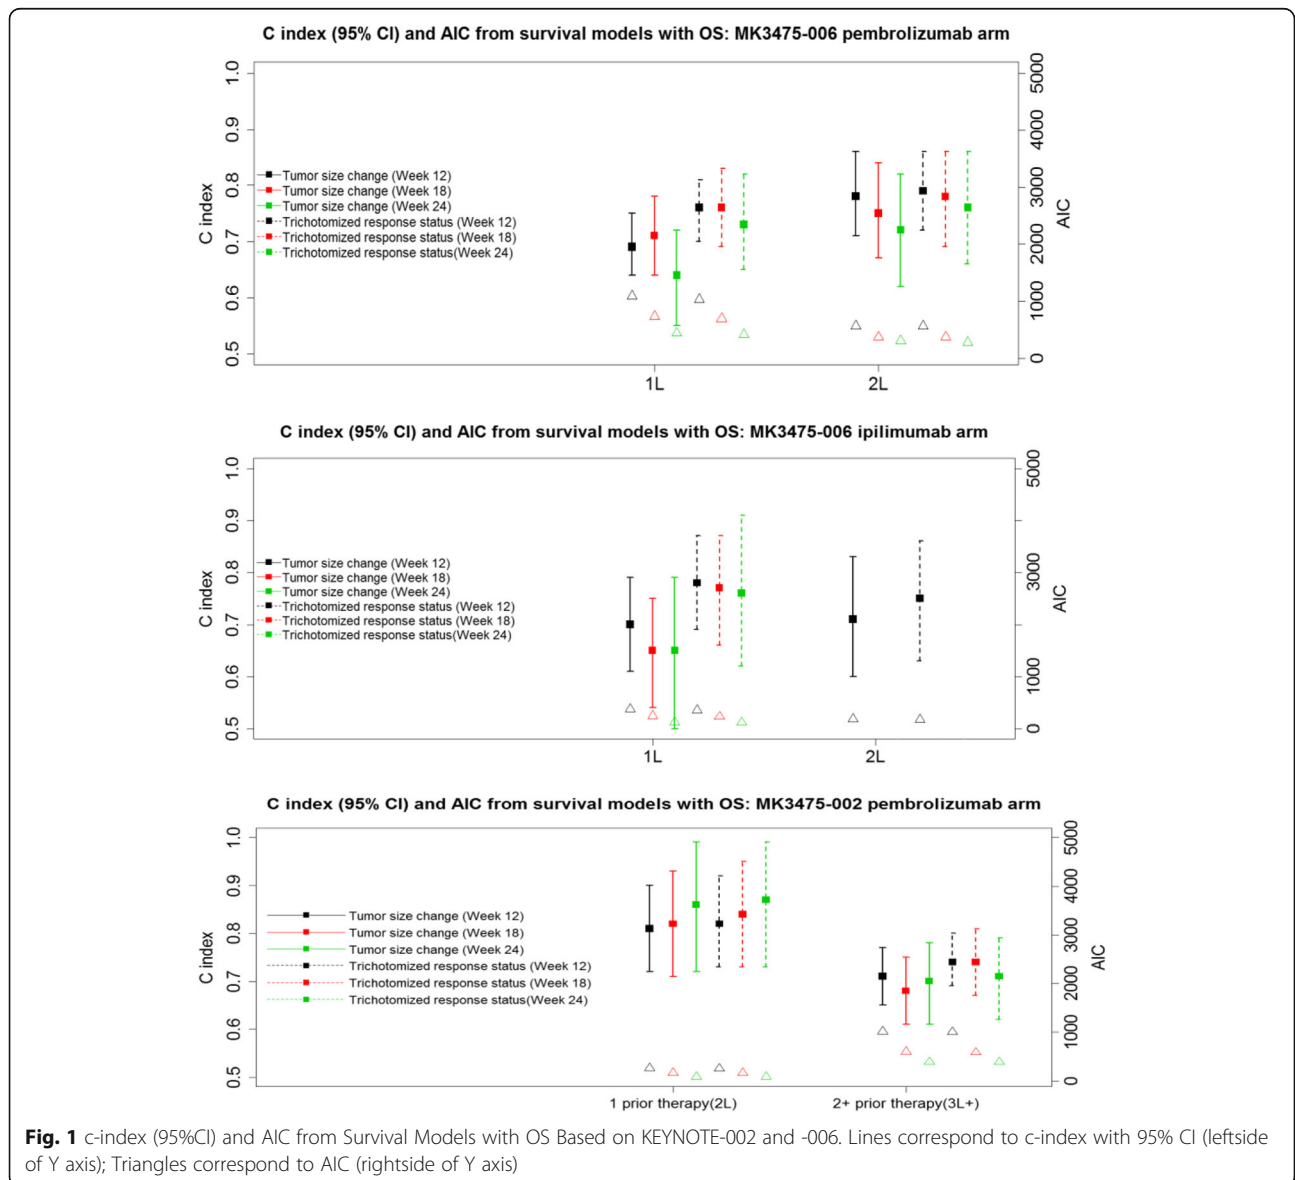 C index (95% CI) and AIC from survival models with OS: MK3475-006 pembrolizumab arm
1.0
0.9
0.8
0.7
0.6
0.5
C index
Tumor size change (Week 12)
Tumor size change (Week 18)
Tumor size change (Week 24)
Trichotomized response status (Week 12)
Trichotomized response status (Week 18)
Trichotomized response status(Week 24)
5000
4000
3000
2000
1000
0
AIC
1L
2L
C index (95% CI) and AIC from survival models with OS: MK3475-006 ipilimumab arm
1.0
0.9
0.8
0.7
0.6
0.5
C index
Tumor size change (Week 12)
Tumor size change (Week 18)
Tumor size change (Week 24)
Trichotomized response status (Week 12)
Trichotomized response status (Week 18)
Trichotomized response status(Week 24)
5000
3000
1000
0
AIC
1L
2L
C index (95% CI) and AIC from survival models with OS: MK3475-002 pembrolizumab arm
1.0
0.9
0.8
0.7
0.6
0.5
C index
Tumor size change (Week 12)
Tumor size change (Week 18)
Tumor size change (Week 24)
Trichotomized response status (Week 12)
Trichotomized response status (Week 18)
Trichotomized response status(Week 24)
5000
4000
3000
2000
1000
0
AIC
1 prior therapy(2L)
2+ prior therapy(3L+)
Fig. 1 c-index (95%CI) and AIC from Survival Models with OS Based on KEYNOTE-002 and -006. Lines correspond to c-index with 95% CI (leftside
of Y axis); Triangles correspond to AIC (rightside of Y axis)